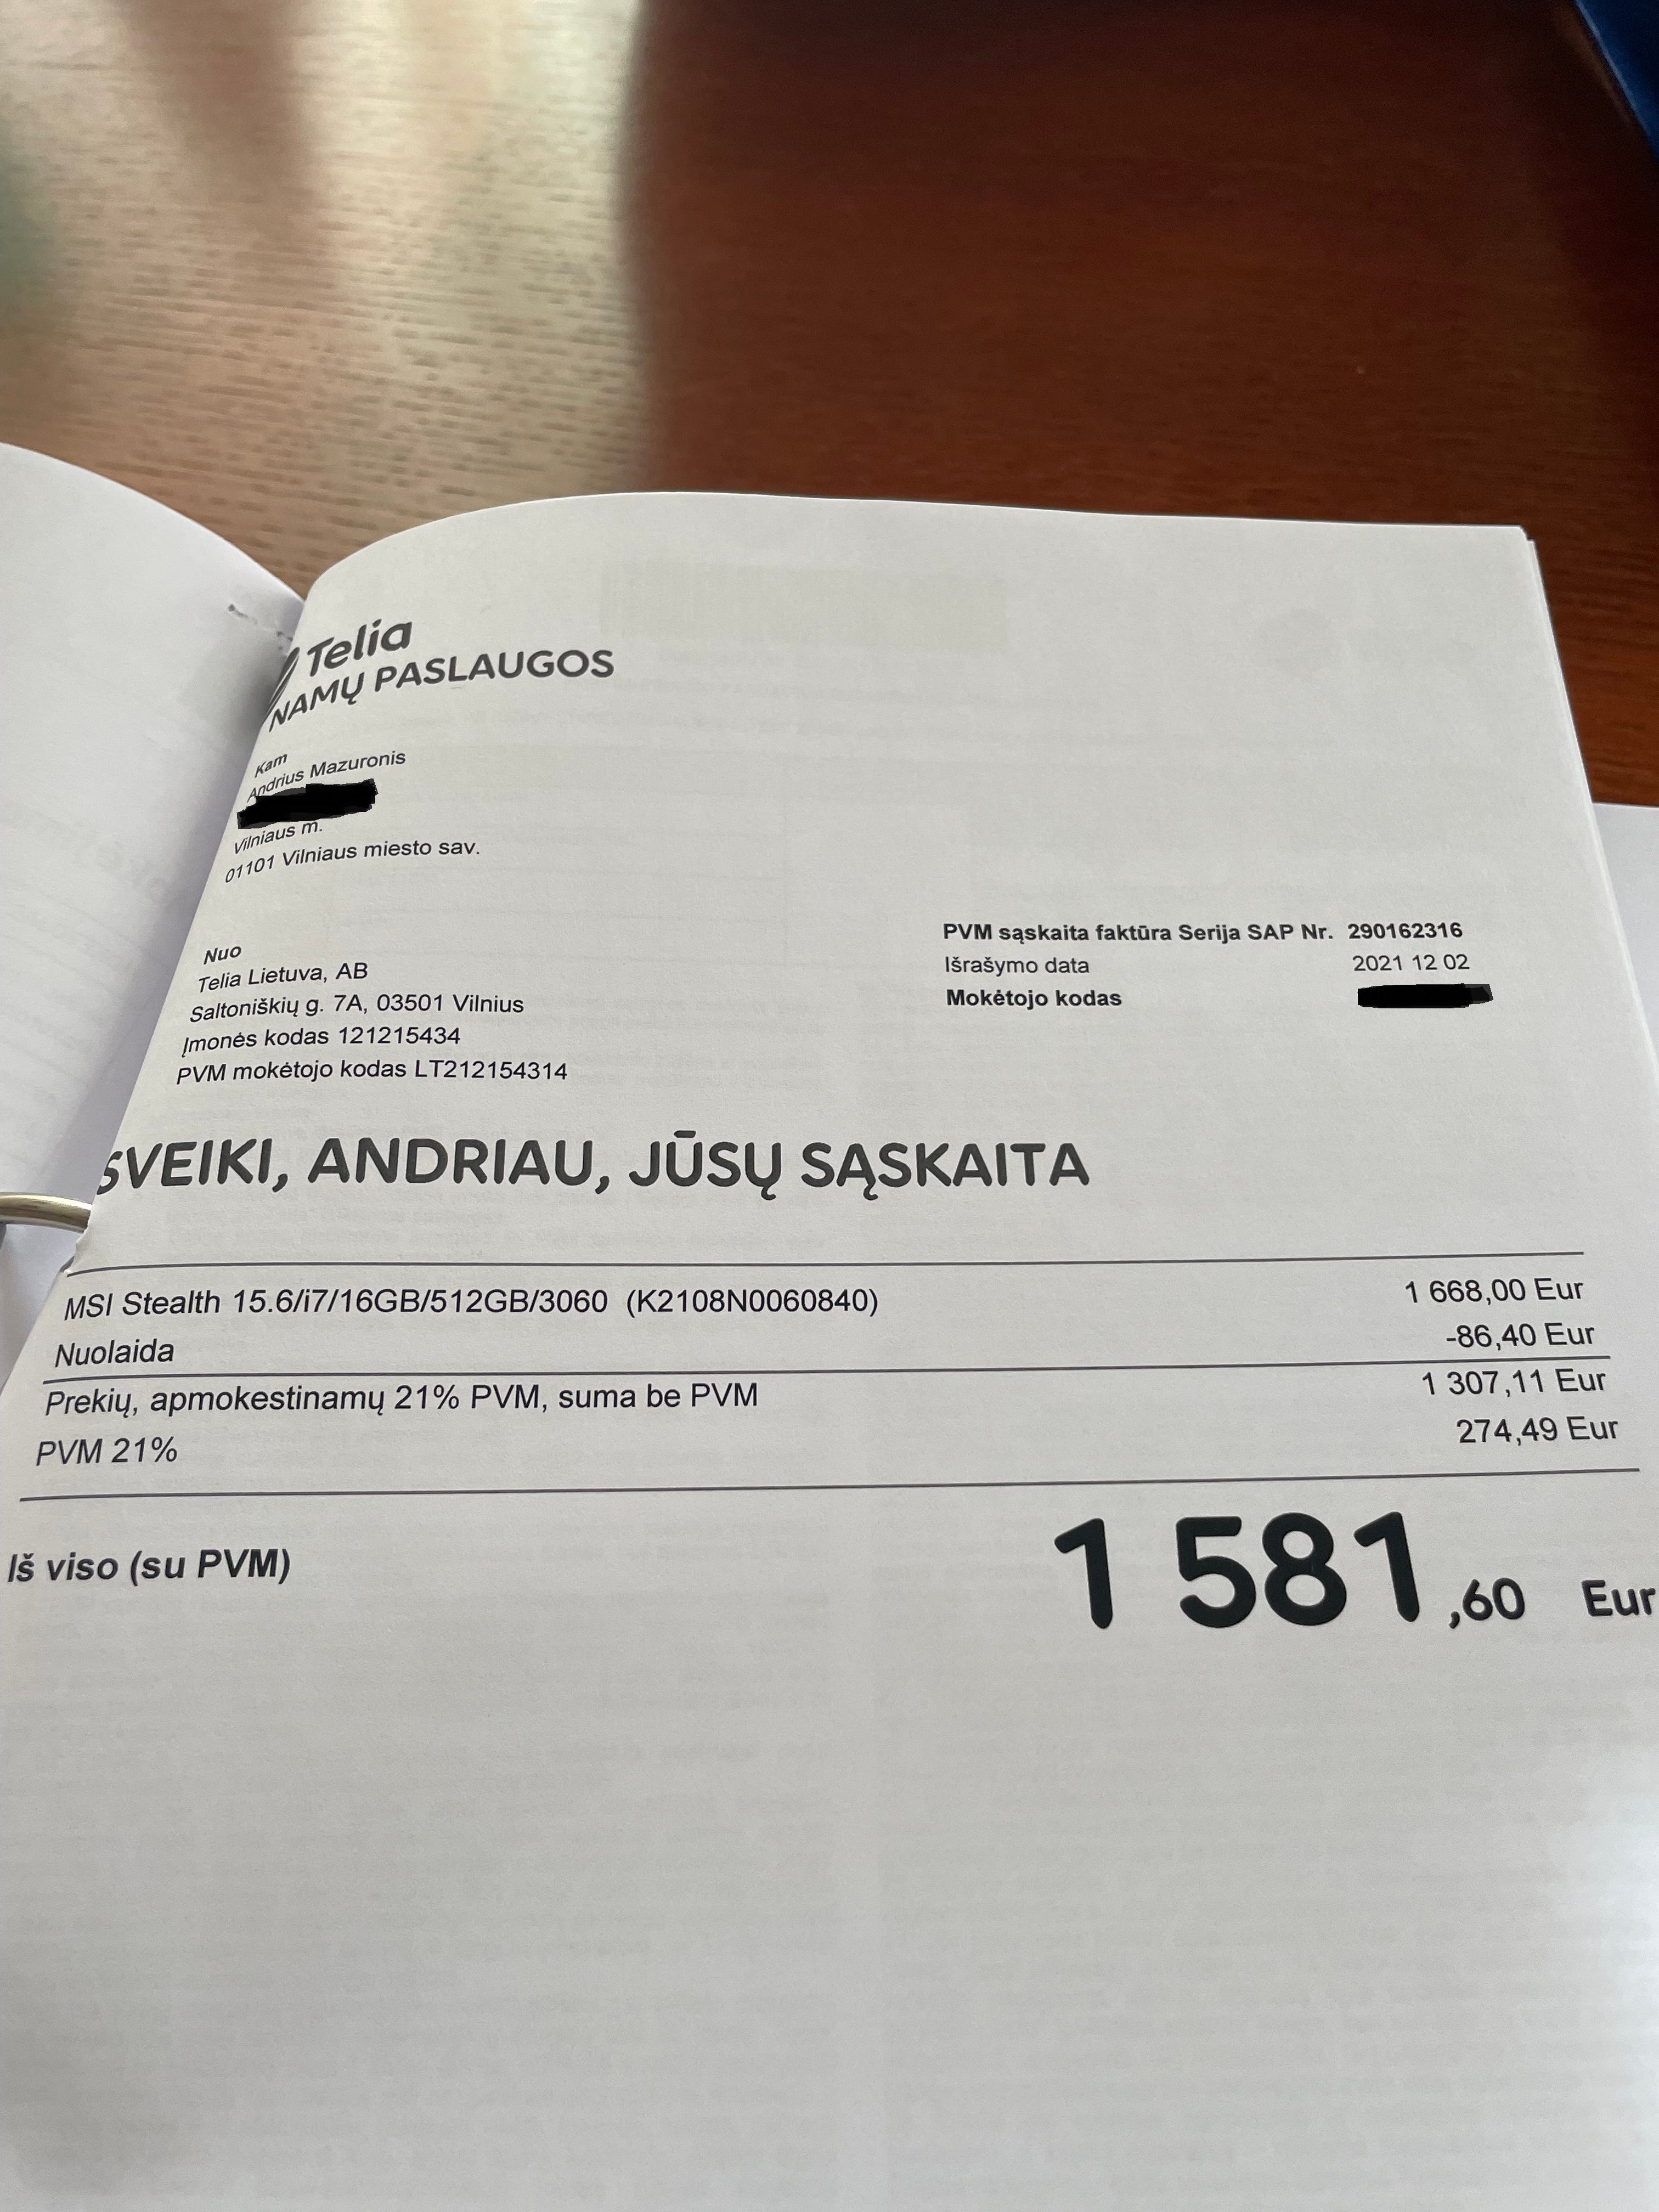 Telia
NAMŲ PASLAUGOS
Kam
Andrius Mazuronis
Vilniaus m.
01101 Vilniaus miesto sav.
Nuo
Telia Lietuva, AB
Saltoniškių g. 7A, 03501 Vilnius
Įmonės kodas 121215434
PVM mokėtojo kodas LT212154314
PVM sąskaita faktūra Serija SAP Nr. 290162316
Išrašymo data 2021 12 02
Mokėtojo kodas
SVEIKI, ANDRIAU, JŪSŲ SĄSKAITA
MSI Stealth 15.6/i7/16GB/512GB/3060 (K2108N0060840) 1 668,00 Eur
Nuolaida -86,40 Eur
Prekių, apmokestinamų 21% PVM, suma be PVM 1 307,11 Eur
PVM 21% 274,49 Eur
Iš viso (su PVM) 1 581,60 Eur